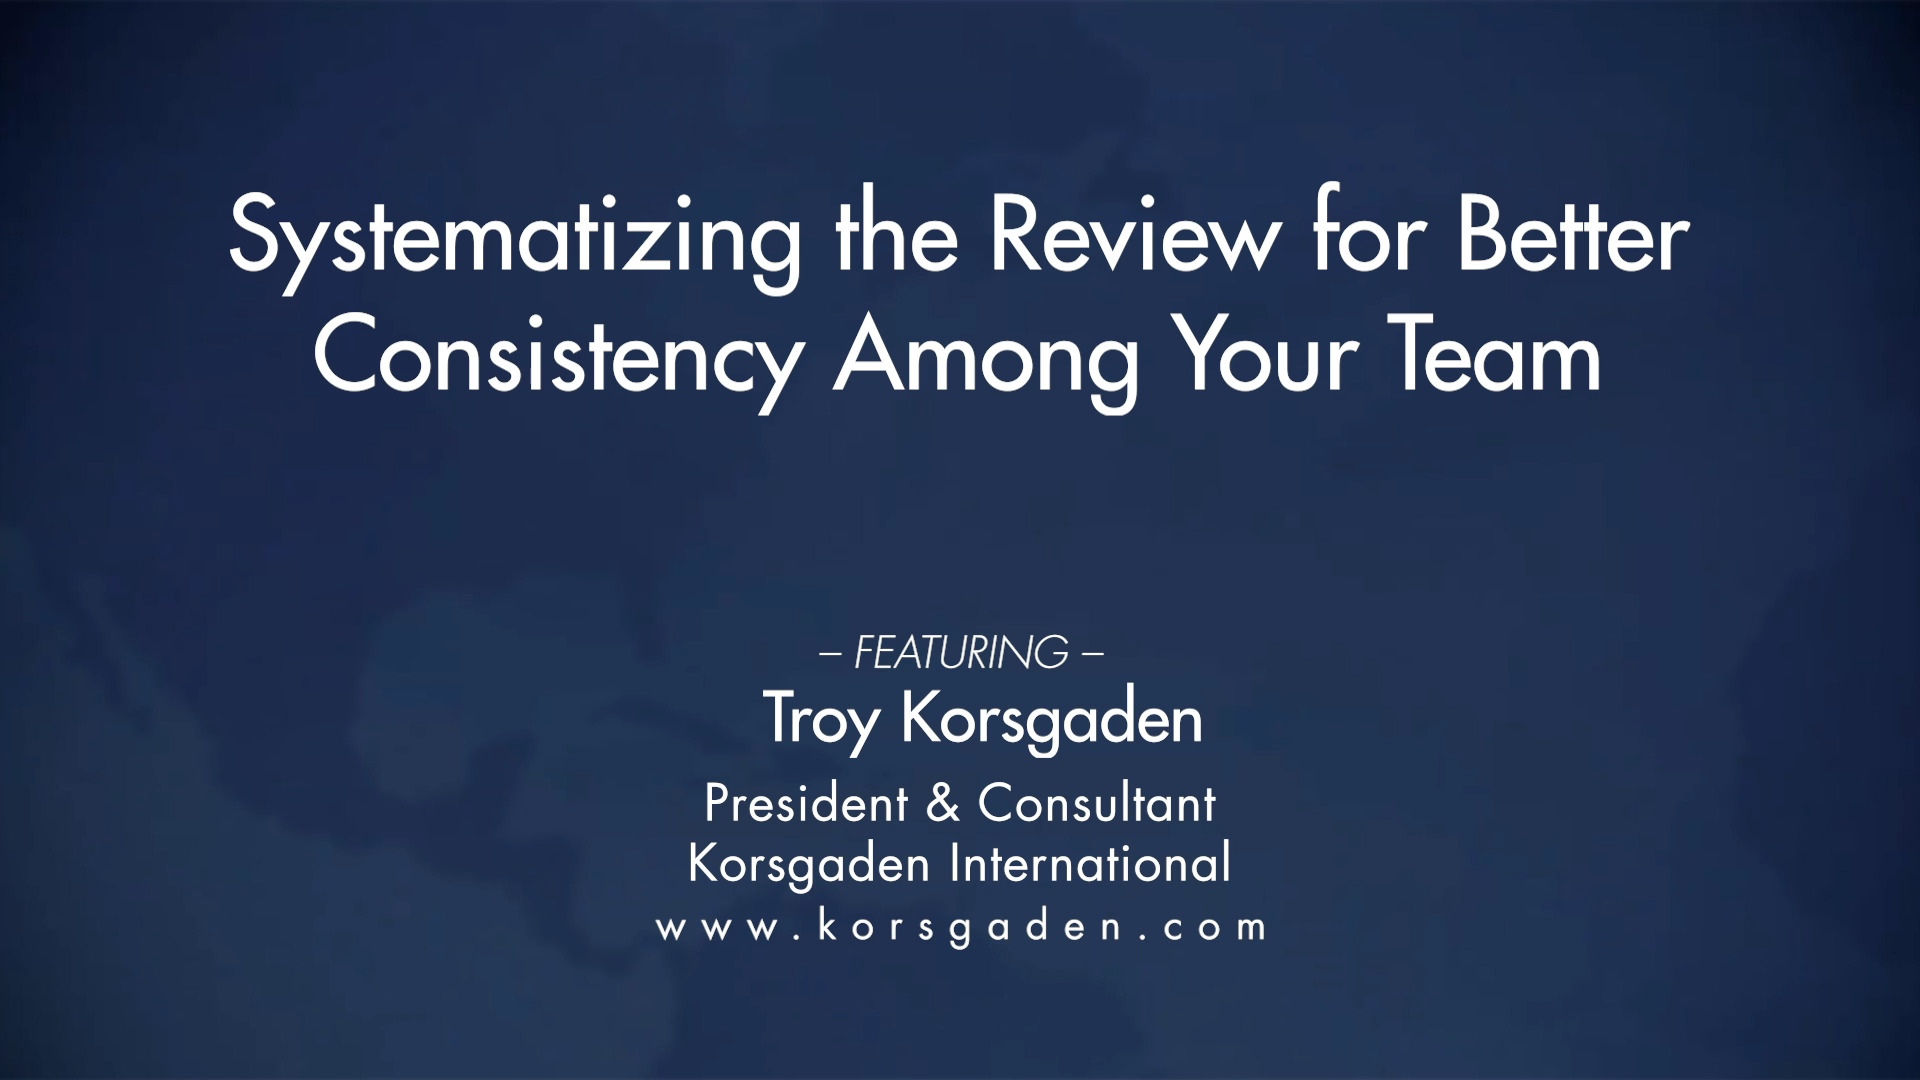 Systematizing the Review for Better
Consistency Among Your Team
– FEATURING –
Troy Korsgaden
President & Consultant
Korsgaden International
www.korsgaden.com